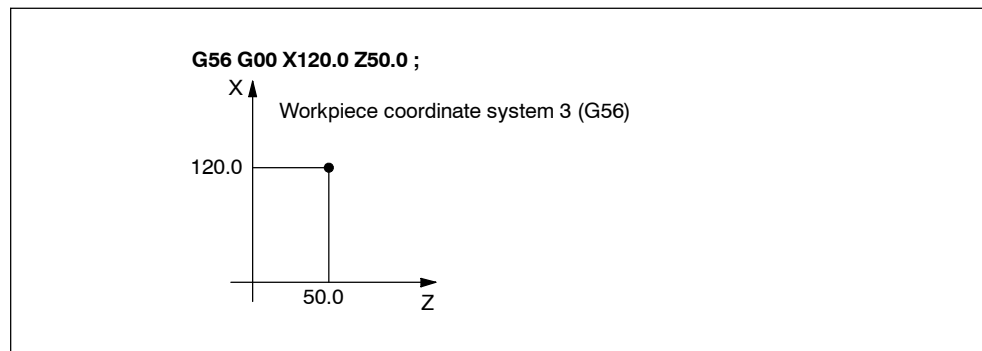 G56 G00 X120.0 Z50.0 ;
X
Workpiece coordinate system 3 (G56)
120.0
50.0
Z